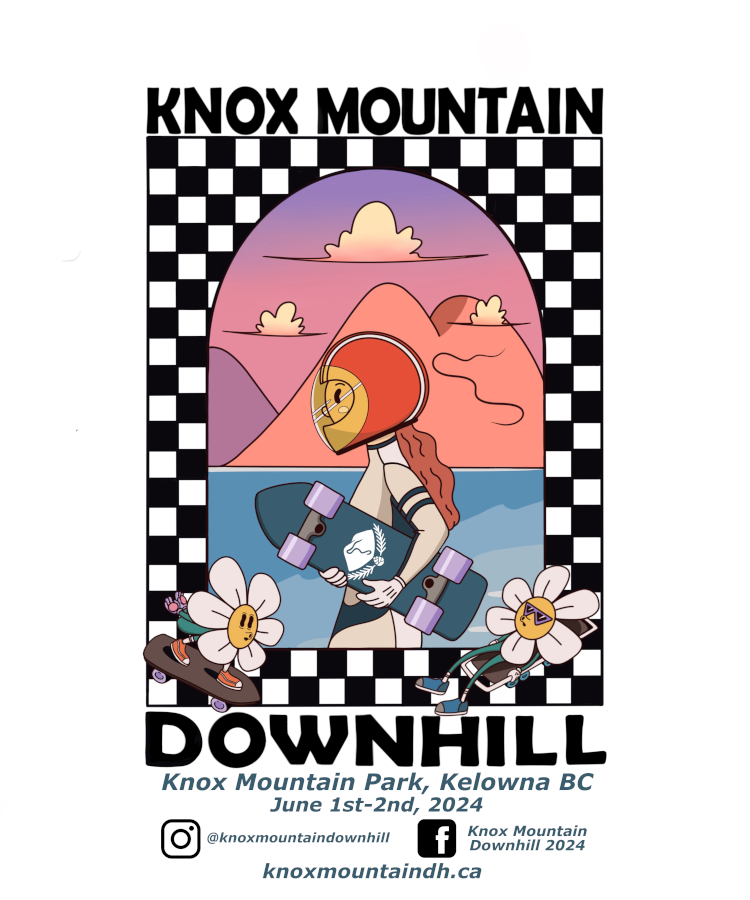 KNOX MOUNTAIN
DOWNHILL
Knox Mountain Park, Kelowna BC
June 1st-2nd, 2024
@knoxmountaindownhill
Knox Mountain
Downhill 2024
knoxmountaindh.ca